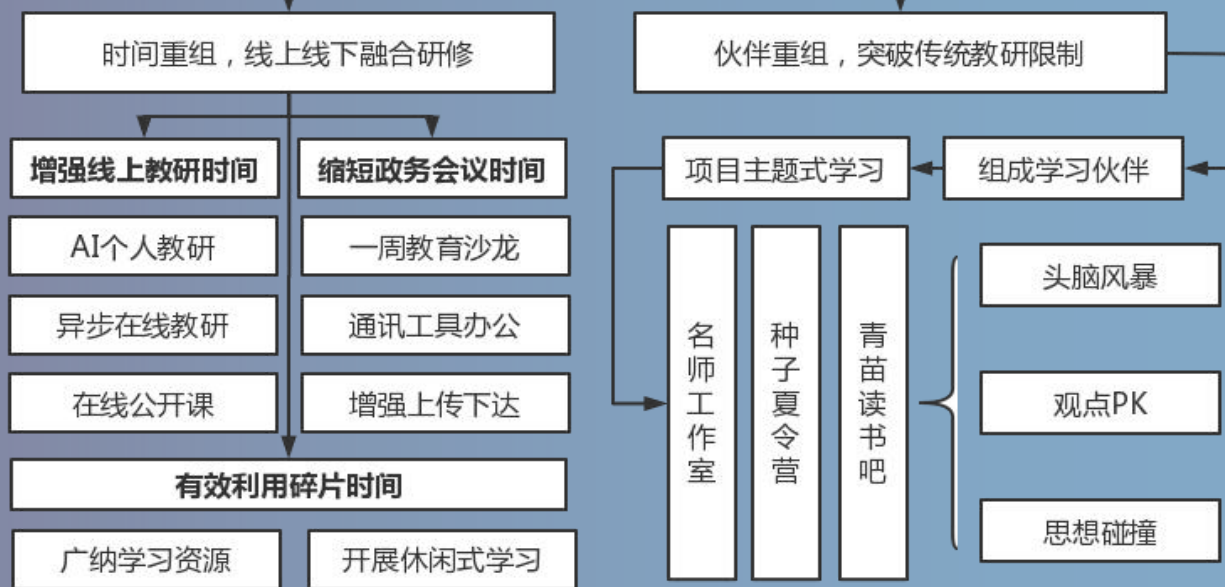 时间重组，线上线下融合研修
伙伴重组，突破传统教研限制
增强线上教研时间
缩短政务会议时间
AI个人教研
一周教育沙龙
异步在线教研
通讯工具办公
在线公开课
增强上传下达
有效利用碎片时间
广纳学习资源
开展休闲式学习
项目主题式学习
组成学习伙伴
名师工作室
种子夏令营
青苗读书吧
头脑风暴
观点PK
思想碰撞